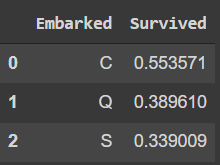 Embarked Survived
0 C 0.553571
1 Q 0.389610
2 S 0.339009